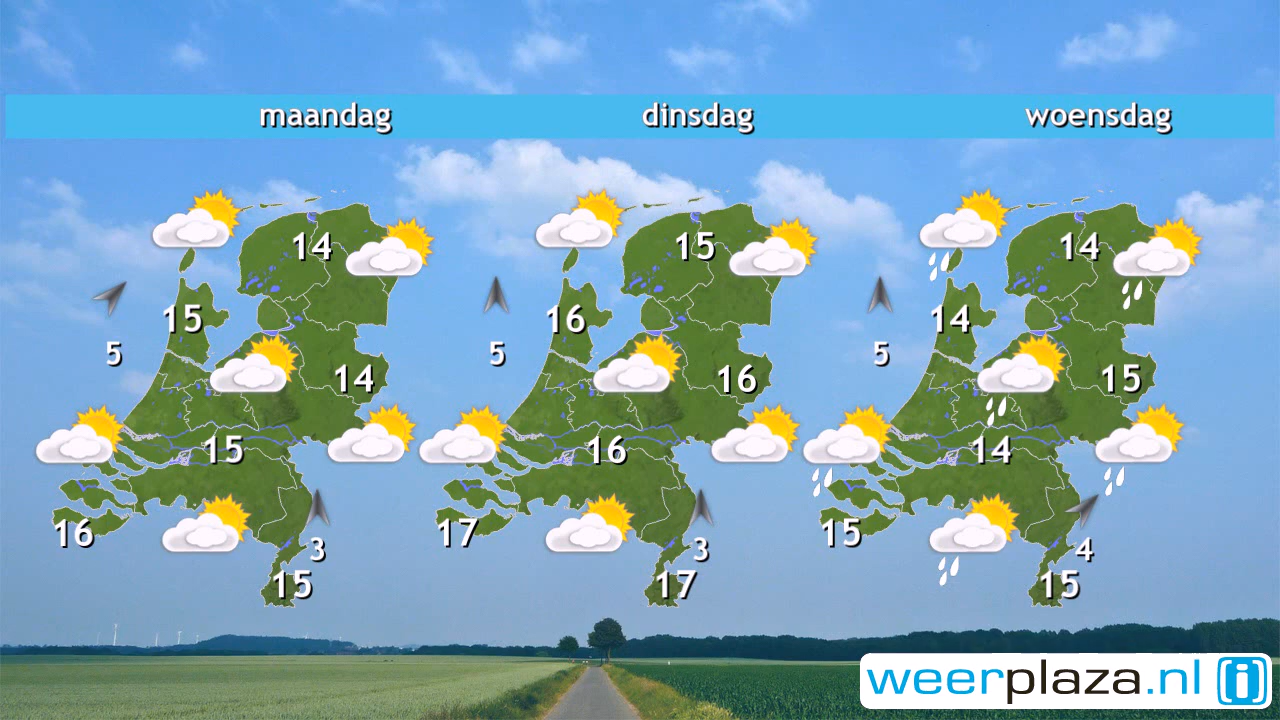 maandag dinsdag woensdag
14 15 14
15 16 14
5 5 5
14 16 15
15 16 14
16 17 15
3 3 4
15 17 15
weerplaza.nl